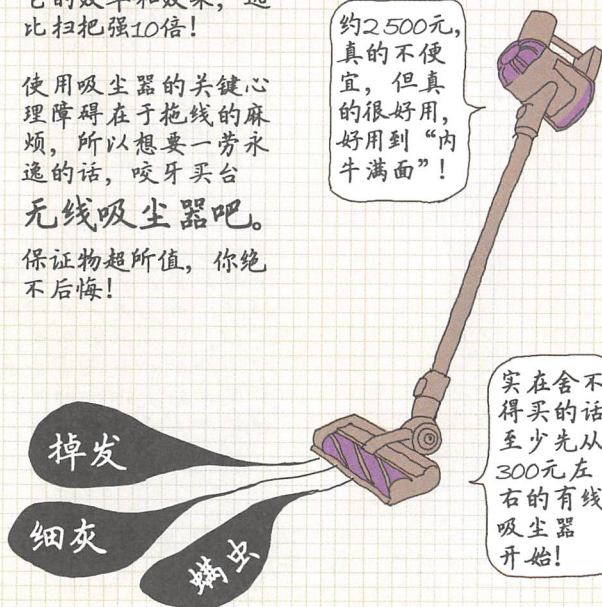 比扫把强10倍！
使用吸尘器的关键心
理障碍在于拖线的麻
烦，所以想要一劳永
逸的话，咬牙买台
无线吸尘器吧。
保证物超所值，你绝
不后悔！
约2500元，
真的不便
宜，但真
的很好用，
好用到“内
牛满面”！
实在舍不
得买的话
至少先从
300元左
右的有线
吸尘器
开始！
掉发
细灰
螨虫